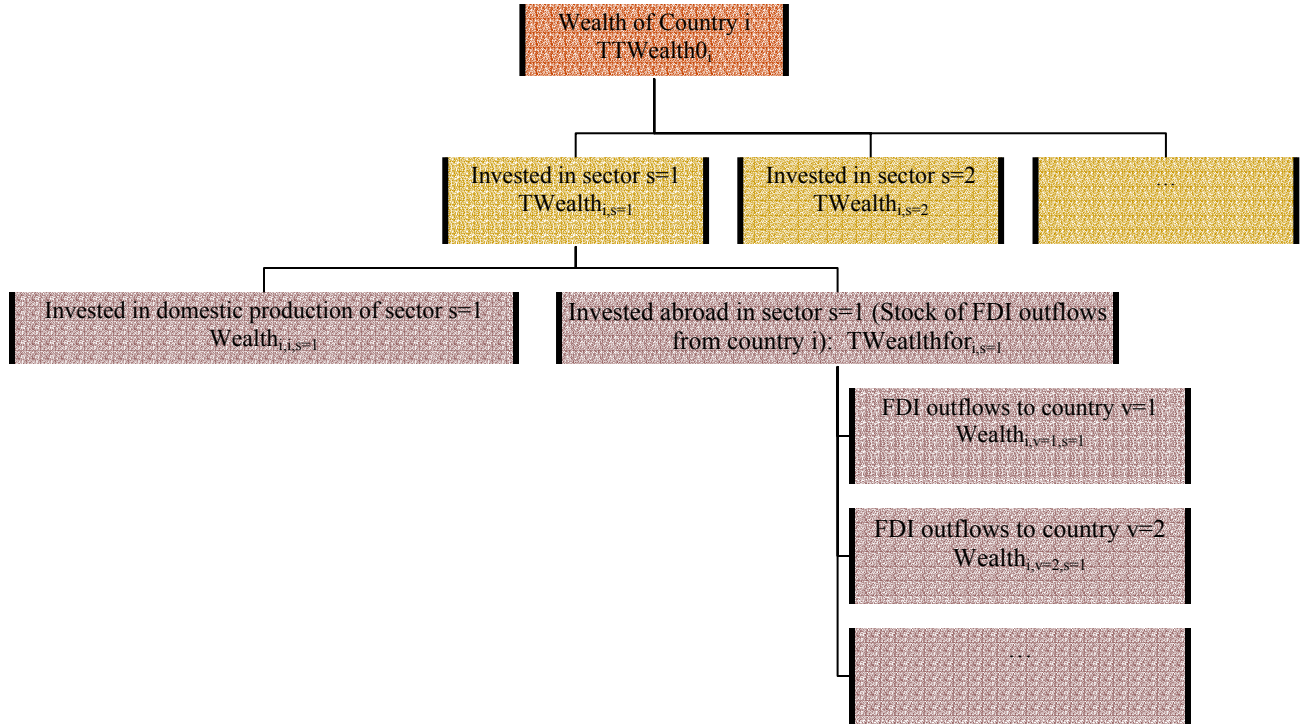 Wealth of Country i
TTWealth0i
Invested in sector s=1
TWealthi,s=1
Invested in sector s=2
TWealthi,s=2
…
Invested in domestic production of sector s=1
Wealthi,i,s=1
Invested abroad in sector s=1 (Stock of FDI outflows
from country i):  TWeatlthfori,s=1
FDI outflows to country v=1
Wealthi,v=1,s=1
FDI outflows to country v=2
Wealthi,v=2,s=1
…